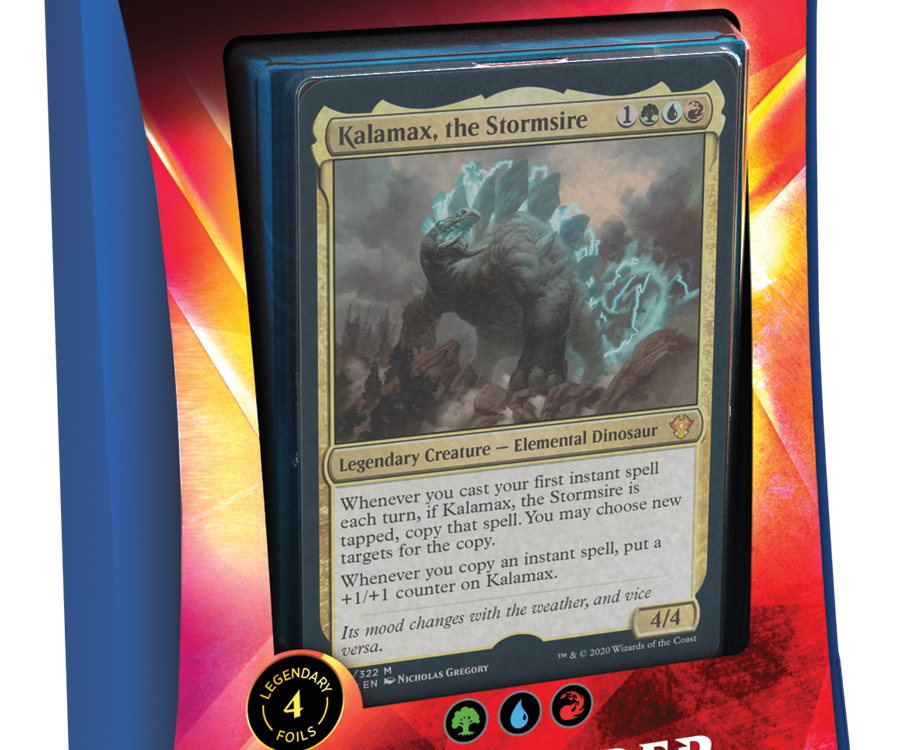 Kalamax, the Stormsire 1
Legendary Creature — Elemental Dinosaur
Whenever you cast your first instant spell
each turn, if Kalamax, the Stormsire is
tapped, copy that spell. You may choose new
targets for the copy.
Whenever you copy an instant spell, put a
+1/+1 counter on Kalamax.
Its mood changes with the weather, and vice
versa.
4/4
/322 M
EN NICHOLAS GREGORY
™ & © 2020 Wizards of the Coast
LEGENDARY
4
FOILS